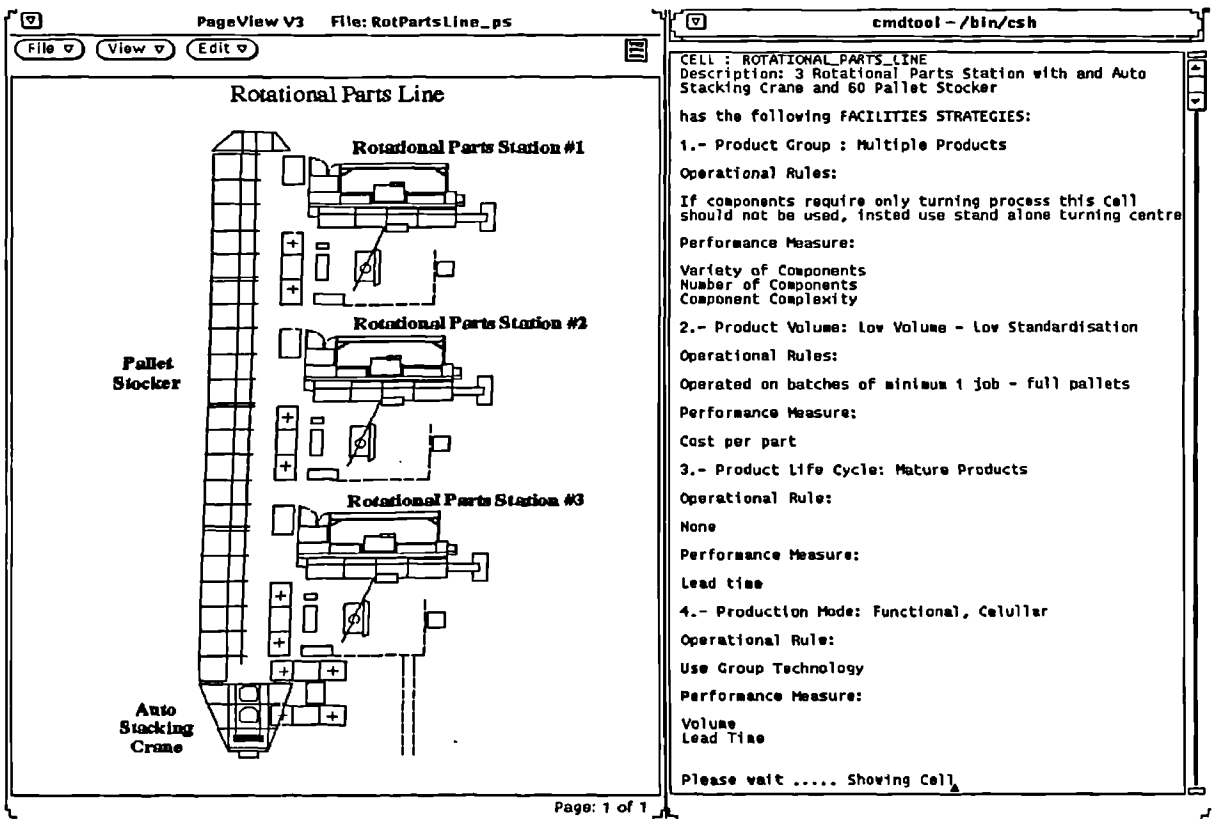 PageView V3 File: RotPartsLine_ps
File View Edit
Rotational Parts Line
Rotational Parts Station #1
Rotational Parts Station #2
Pallet
Stocker
Rotational Parts Station #3
Auto
Stacking
Crane
Page: 1 of 1
cmdtool - /bin/csh
CELL : ROTATIONAL_PARTS_LINE
Description: 3 Rotational Parts Station with and Auto
Stacking Crane and 60 Pallet Stocker
has the following FACILITIES STRATEGIES:
1.- Product Group : Multiple Products
Operational Rules:
If components require only turning process this Cell
should not be used, insted use stand alone turning centre
Performance Measure:
Variety of Components
Number of Components
Component Complexity
2.- Product Volume: Low Volume - Low Standardisation
Operational Rules:
Operated on batches of minimum 1 job - full pallets
Performance Measure:
Cost per part
3.- Product Life Cycle: Mature Products
Operational Rule:
None
Performance Measure:
Lead time
4.- Production Mode: Functional, Celullar
Operational Rule:
Use Group Technology
Performance Measure:
Volume
Lead Time
Please wait ..... Showing Cell